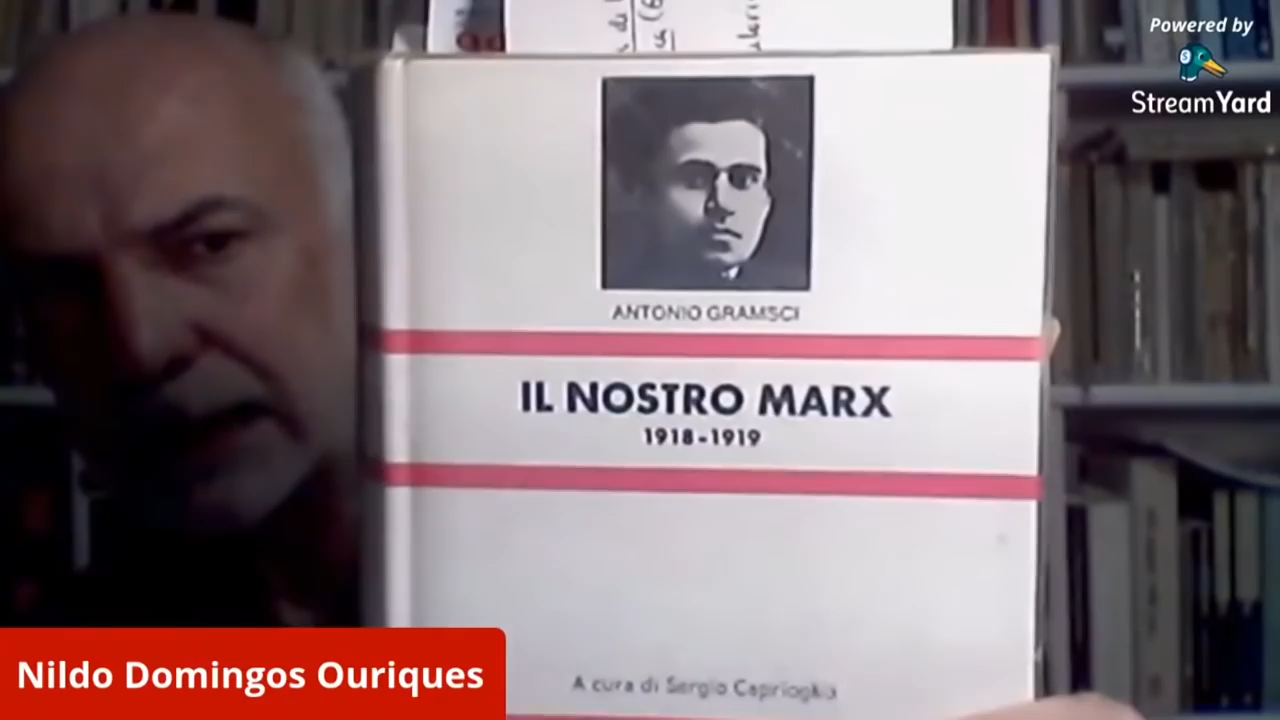 Powered by
StreamYard
ANTONIO GRAMSCI
IL NOSTRO MARX
1918-1919
A cura di Sergio Caprioglio
Nildo Domingos Ouriques